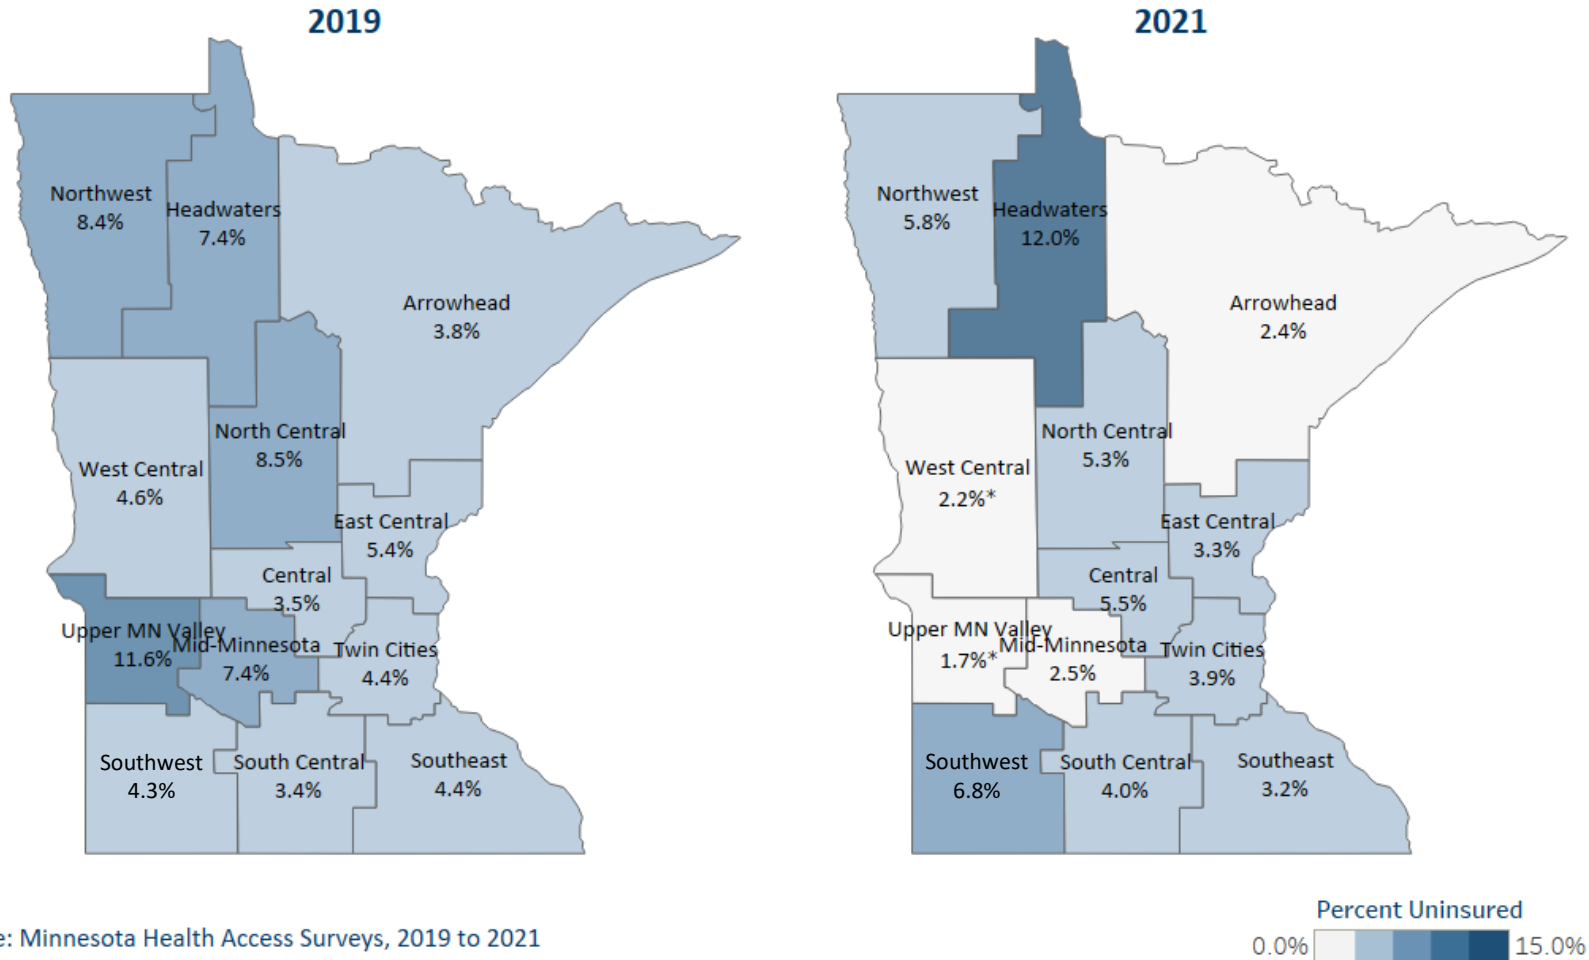 2019
2021
Northwest
8.4%
Headwaters
7.4%
Arrowhead
3.8%
North Central
8.5%
West Central
4.6%
East Central
5.4%
Central
3.5%
Upper MN Valley
11.6%
Mid-Minnesota
7.4%
Twin Cities
4.4%
Southwest
4.3%
South Central
3.4%
Southeast
4.4%
Northwest
5.8%
Headwaters
12.0%
Arrowhead
2.4%
North Central
5.3%
West Central
2.2%*
East Central
3.3%
Central
5.5%
Upper MN Valley
1.7%*
Mid-Minnesota
2.5%
Twin Cities
3.9%
Southwest
6.8%
South Central
4.0%
Southeast
3.2%
e: Minnesota Health Access Surveys, 2019 to 2021
Percent Uninsured
0.0% 15.0%